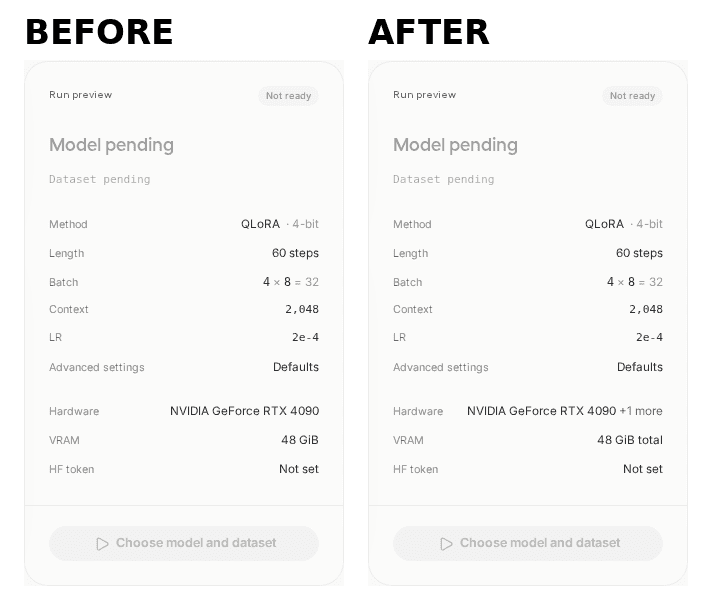 BEFORE
Run preview
Not ready
Model pending
Dataset pending
Method QLoRA · 4-bit
Length 60 steps
Batch 4 × 8 = 32
Context 2,048
LR 2e-4
Advanced settings Defaults
Hardware NVIDIA GeForce RTX 4090
VRAM 48 GiB
HF token Not set
Choose model and dataset
AFTER
Run preview
Not ready
Model pending
Dataset pending
Method QLoRA · 4-bit
Length 60 steps
Batch 4 × 8 = 32
Context 2,048
LR 2e-4
Advanced settings Defaults
Hardware NVIDIA GeForce RTX 4090 +1 more
VRAM 48 GiB total
HF token Not set
Choose model and dataset